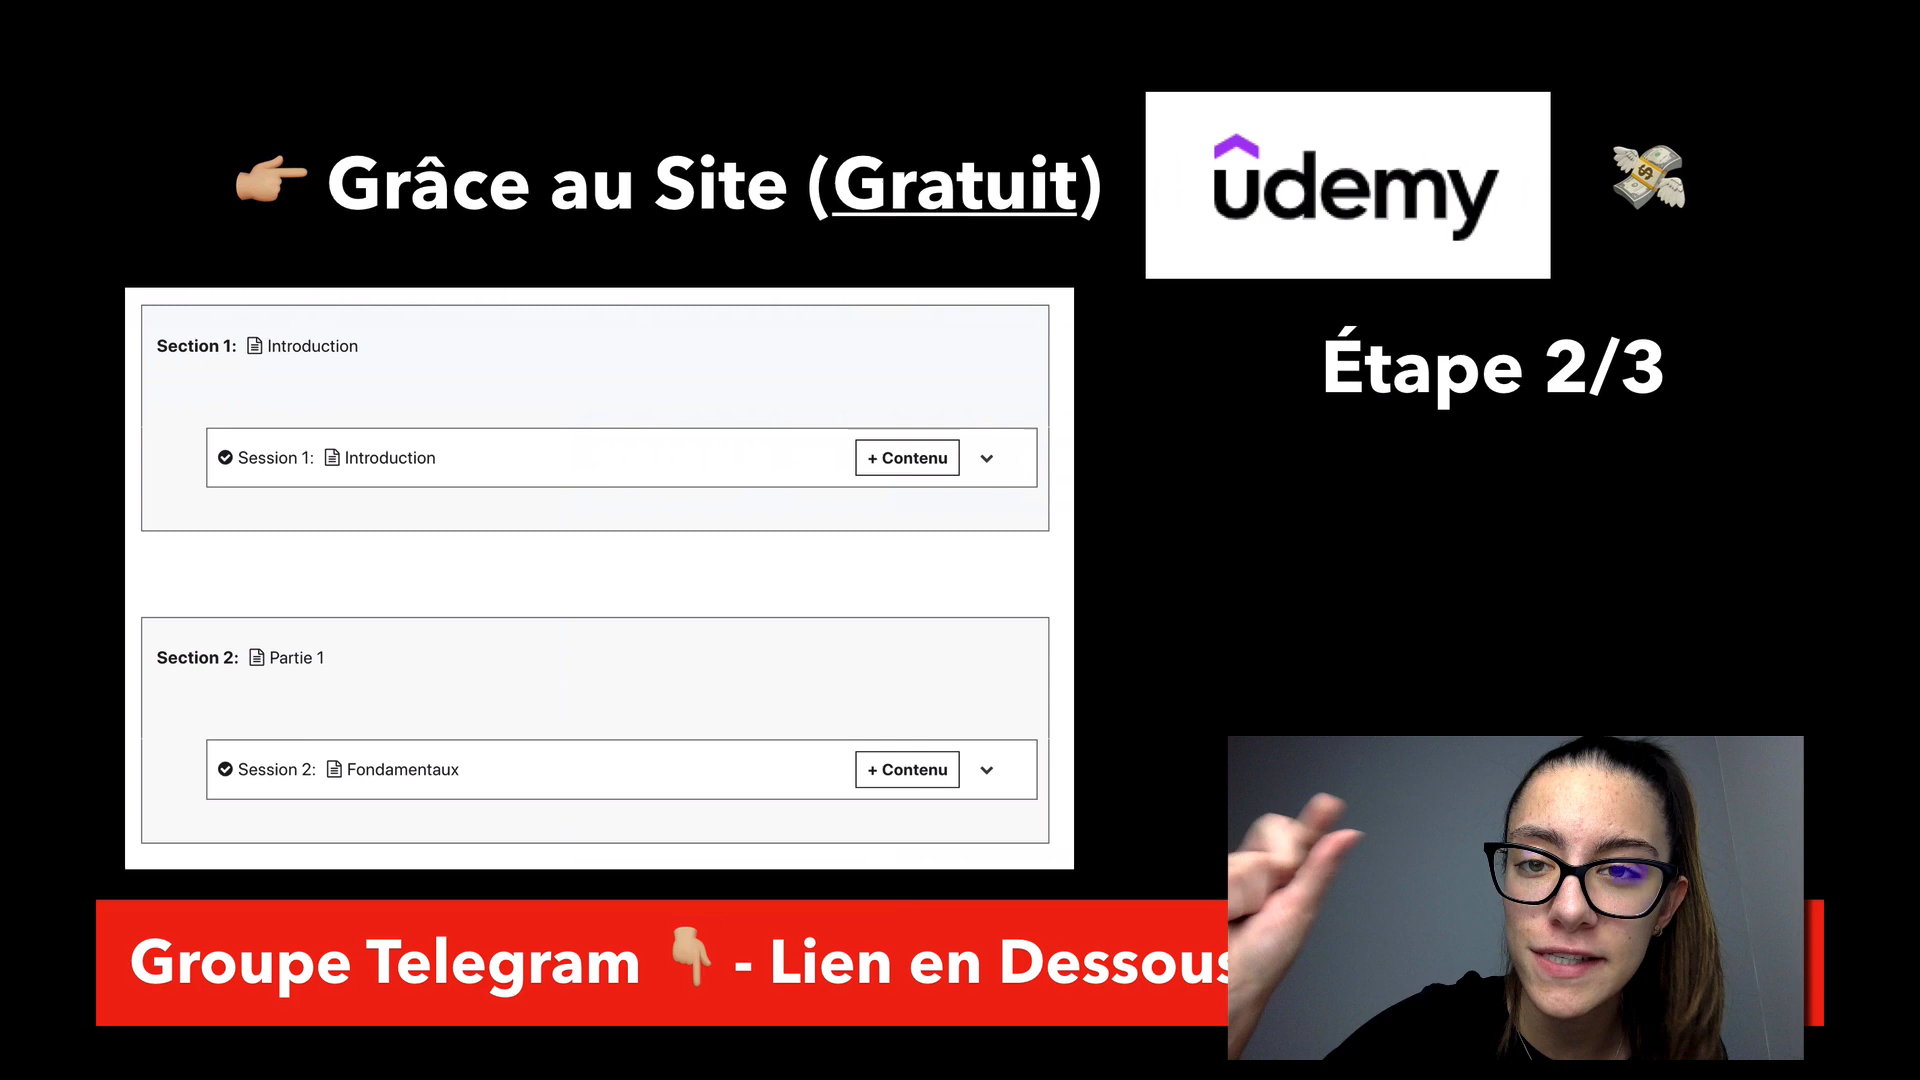 👉🏼 Grâce au Site (Gratuit)
udemy
💸
Étape 2/3
Section 1: Introduction
Session 1: Introduction
+ Contenu
Section 2: Partie 1
Session 2: Fondamentaux
+ Contenu
Groupe Telegram 👇🏼 - Lien en Dessous